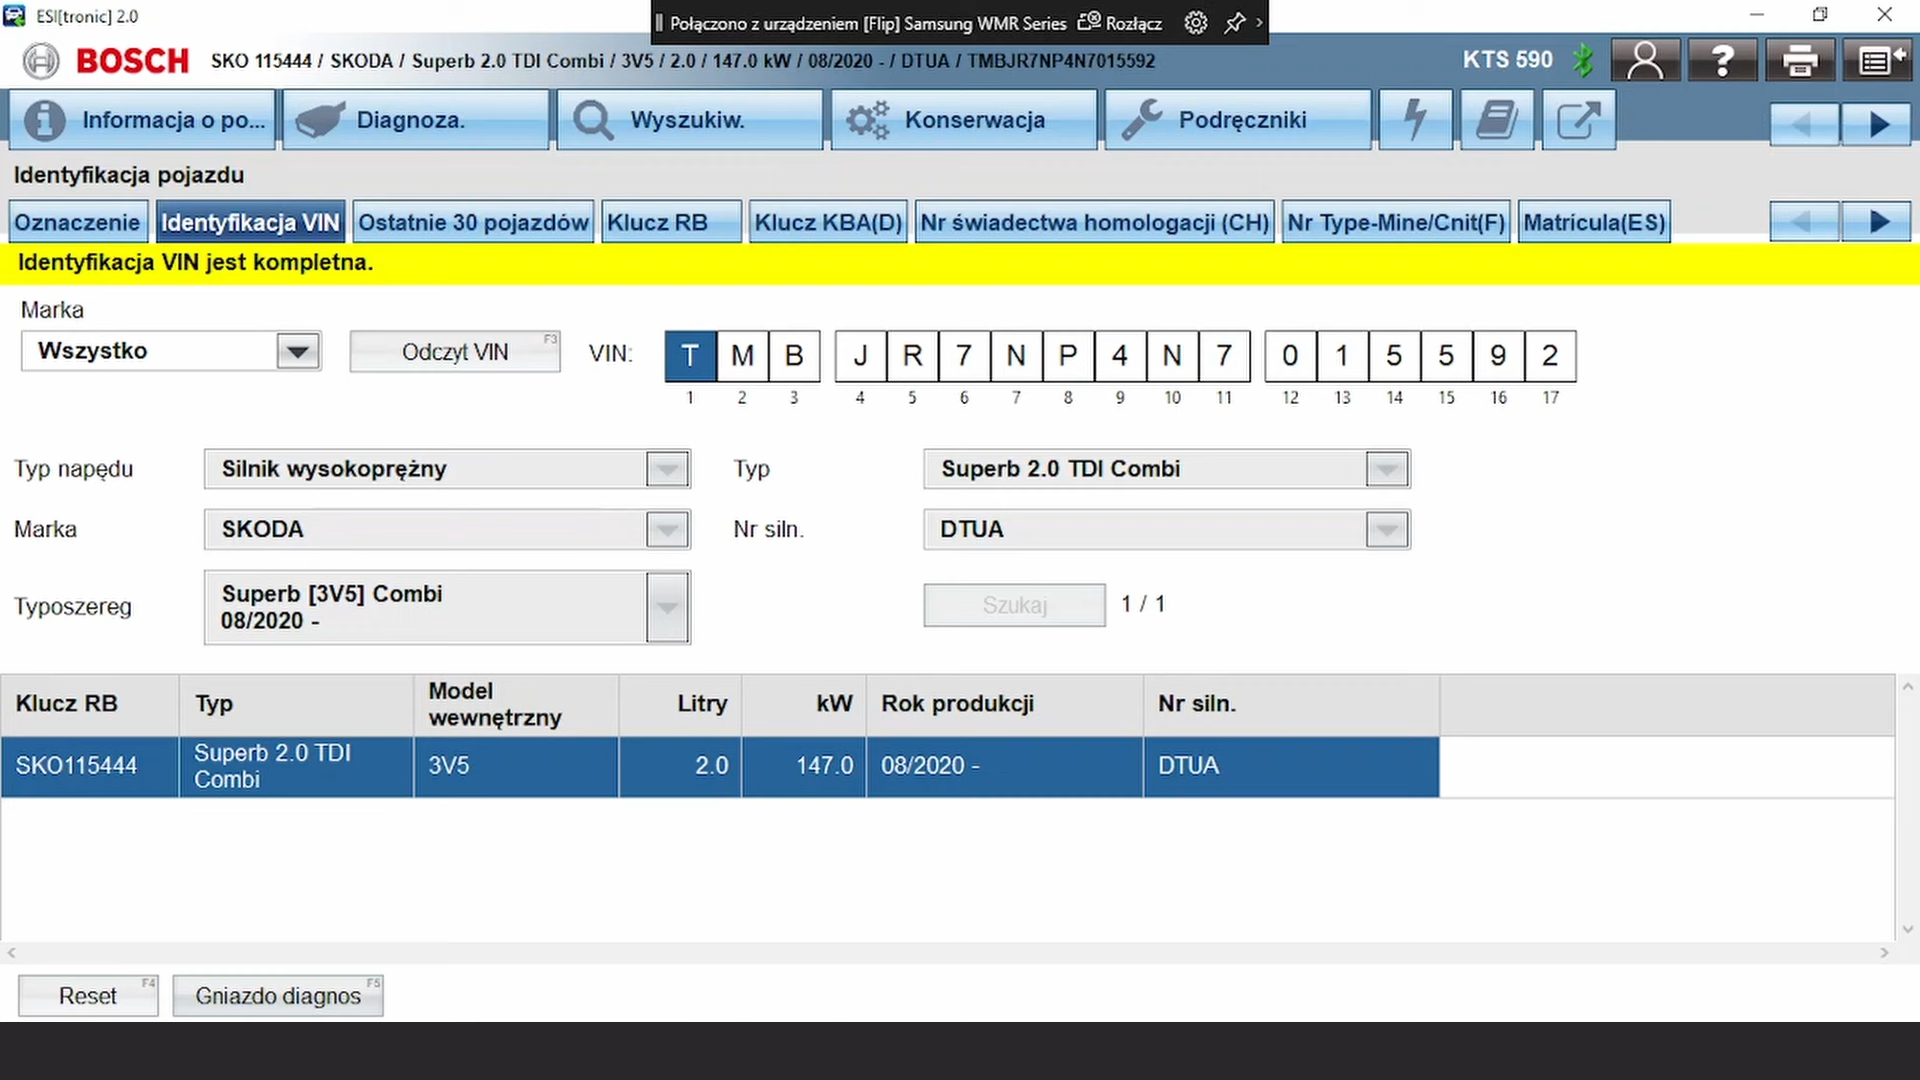 ESI[tronic] 2.0
Połączono z urządzeniem [Flip] Samsung WMR Series Rozłącz
BOSCH SKO 115444 / SKODA / Superb 2.0 TDI Combi / 3V5 / 2.0 / 147.0 kW / 08/2020 - / DTUA / TMBJR7NP4N7015592 KTS 590 ?
Informacja o po... Diagnoza. Wyszukiw. Konserwacja Podręczniki
Identyfikacja pojazdu
Oznaczenie Identyfikacja VIN Ostatnie 30 pojazdów Klucz RB Klucz KBA(D) Nr świadectwa homologacji (CH) Nr Type-Mine/Cnit(F) Matricula(ES)
Identyfikacja VIN jest kompletna.
Marka
Wszystko Odczyt VIN F3 VIN: T M B J R 7 N P 4 N 7 0 1 5 5 9 2
1 2 3 4 5 6 7 8 9 10 11 12 13 14 15 16 17
Typ napędu Silnik wysokoprężny Typ Superb 2.0 TDI Combi
Marka SKODA Nr siln. DTUA
Typoszereg Superb [3V5] Combi
08/2020 -
Szukaj 1 / 1
Klucz RB Typ Model wewnętrzny Litry kW Rok produkcji Nr siln.
SKO115444 Superb 2.0 TDI Combi 3V5 2.0 147.0 08/2020 - DTUA
Reset F4 Gniazdo diagnos F5